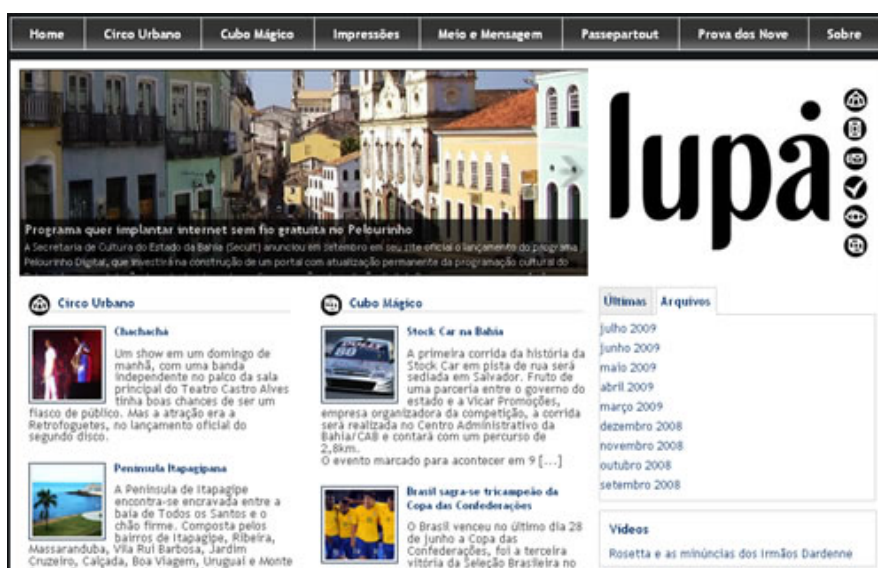 Home Circo Urbano Cubo Mágico Impressões Meio e Mensagem Passepartout Prova dos Nove Sobre
Programa quer implantar internet sem fio gratuita no Pelourinho
A Secretaria de Cultura do Estado da Bahia (Secult) anunciou em setembro em seu site oficial o lançamento do programa
Pelourinho Digital, que investirá na construção de um portal com atualização permanente da programação cultural do
lupa
Circo Urbano
Chachachá
Um show em um domingo de
manhã, com uma banda
independente no palco da sala
principal do Teatro Castro Alves
tinha boas chances de ser um
fiasco de público. Mas a atração era a
Retrofoguetes, no lançamento oficial do
segundo disco.
Península Itapagipana
A Península de Itapagipe
encontra-se encravada entre a
baía de Todos os Santos e o
chão firme. Composta pelos
bairros de Itapagipe, Ribeira,
Massaranduba, Vila Rui Barbosa, Jardim
Cruzeiro, Calçada, Boa Viagem, Uruguai e Monte
Cubo Mágico
Stock Car na Bahia
A primeira corrida da história da
Stock Car em pista de rua será
sediada em Salvador. Fruto de
uma parceria entre o governo do
estado e a Vicar Promoções,
empresa organizadora da competição, a corrida
será realizada no Centro Administrativo da
Bahia/CAB e contará com um percurso de
2,8km.
O evento marcado para acontecer em 9 [...]
Brasil sagra-se tricampeão da
Copa das Confederações
O Brasil venceu no último dia 28
de junho a Copa das
Confederações, foi a terceira
vitória da Seleção Brasileira no
Últimas Arquivos
julho 2009
junho 2009
maio 2009
abril 2009
março 2009
dezembro 2008
novembro 2008
outubro 2008
setembro 2008
Vídeos
Rosetta e as minúncias dos Irmãos Dardenne